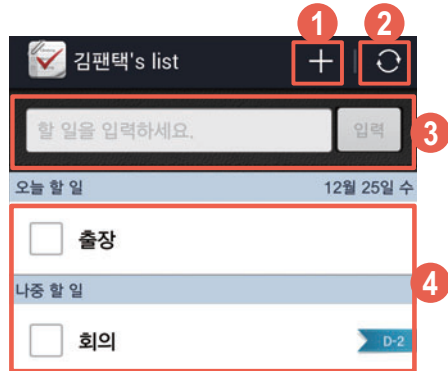 1 2
김팬택's list
할 일을 입력하세요. 입력 3
오늘 할 일 12월 25일 수
출장
4
나중 할 일
회의 D-2